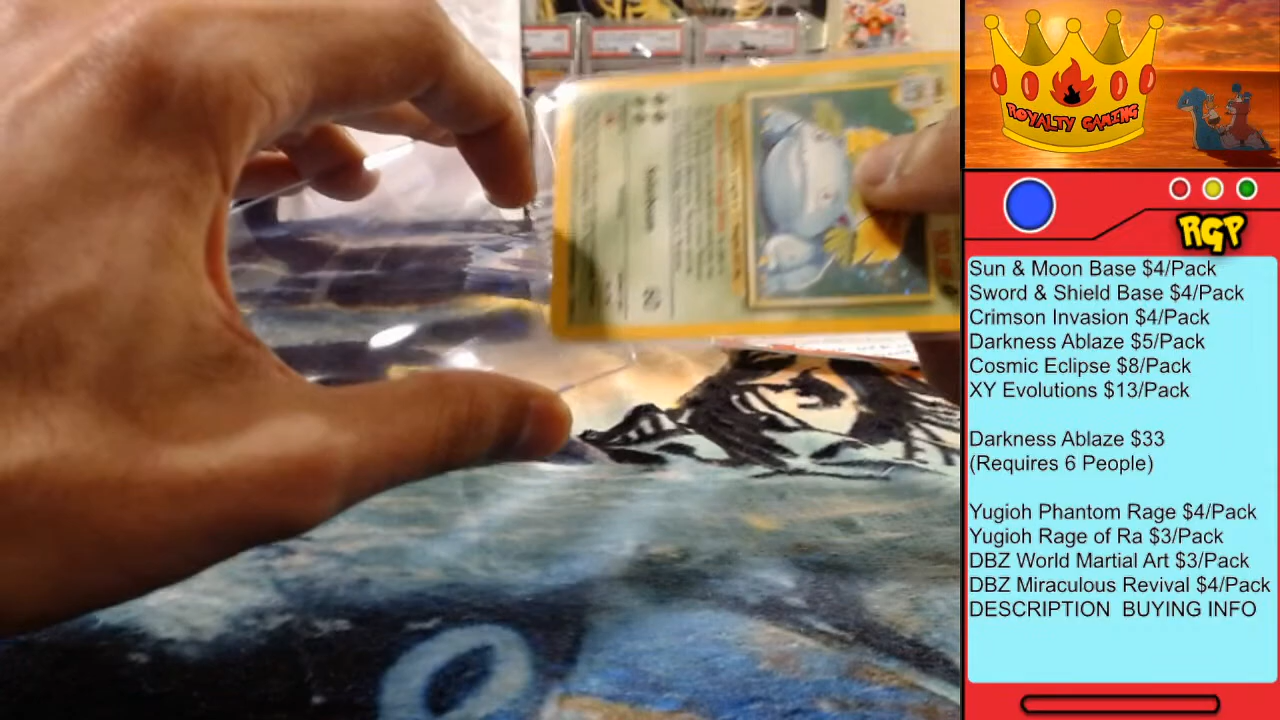 ROYALTY GAMING
RGP
Sun & Moon Base $4/Pack
Sword & Shield Base $4/Pack
Crimson Invasion $4/Pack
Darkness Ablaze $5/Pack
Cosmic Eclipse $8/Pack
XY Evolutions $13/Pack
Darkness Ablaze $33
(Requires 6 People)
Yugioh Phantom Rage $4/Pack
Yugioh Rage of Ra $3/Pack
DBZ World Martial Art $3/Pack
DBZ Miraculous Revival $4/Pack
DESCRIPTION BUYING INFO